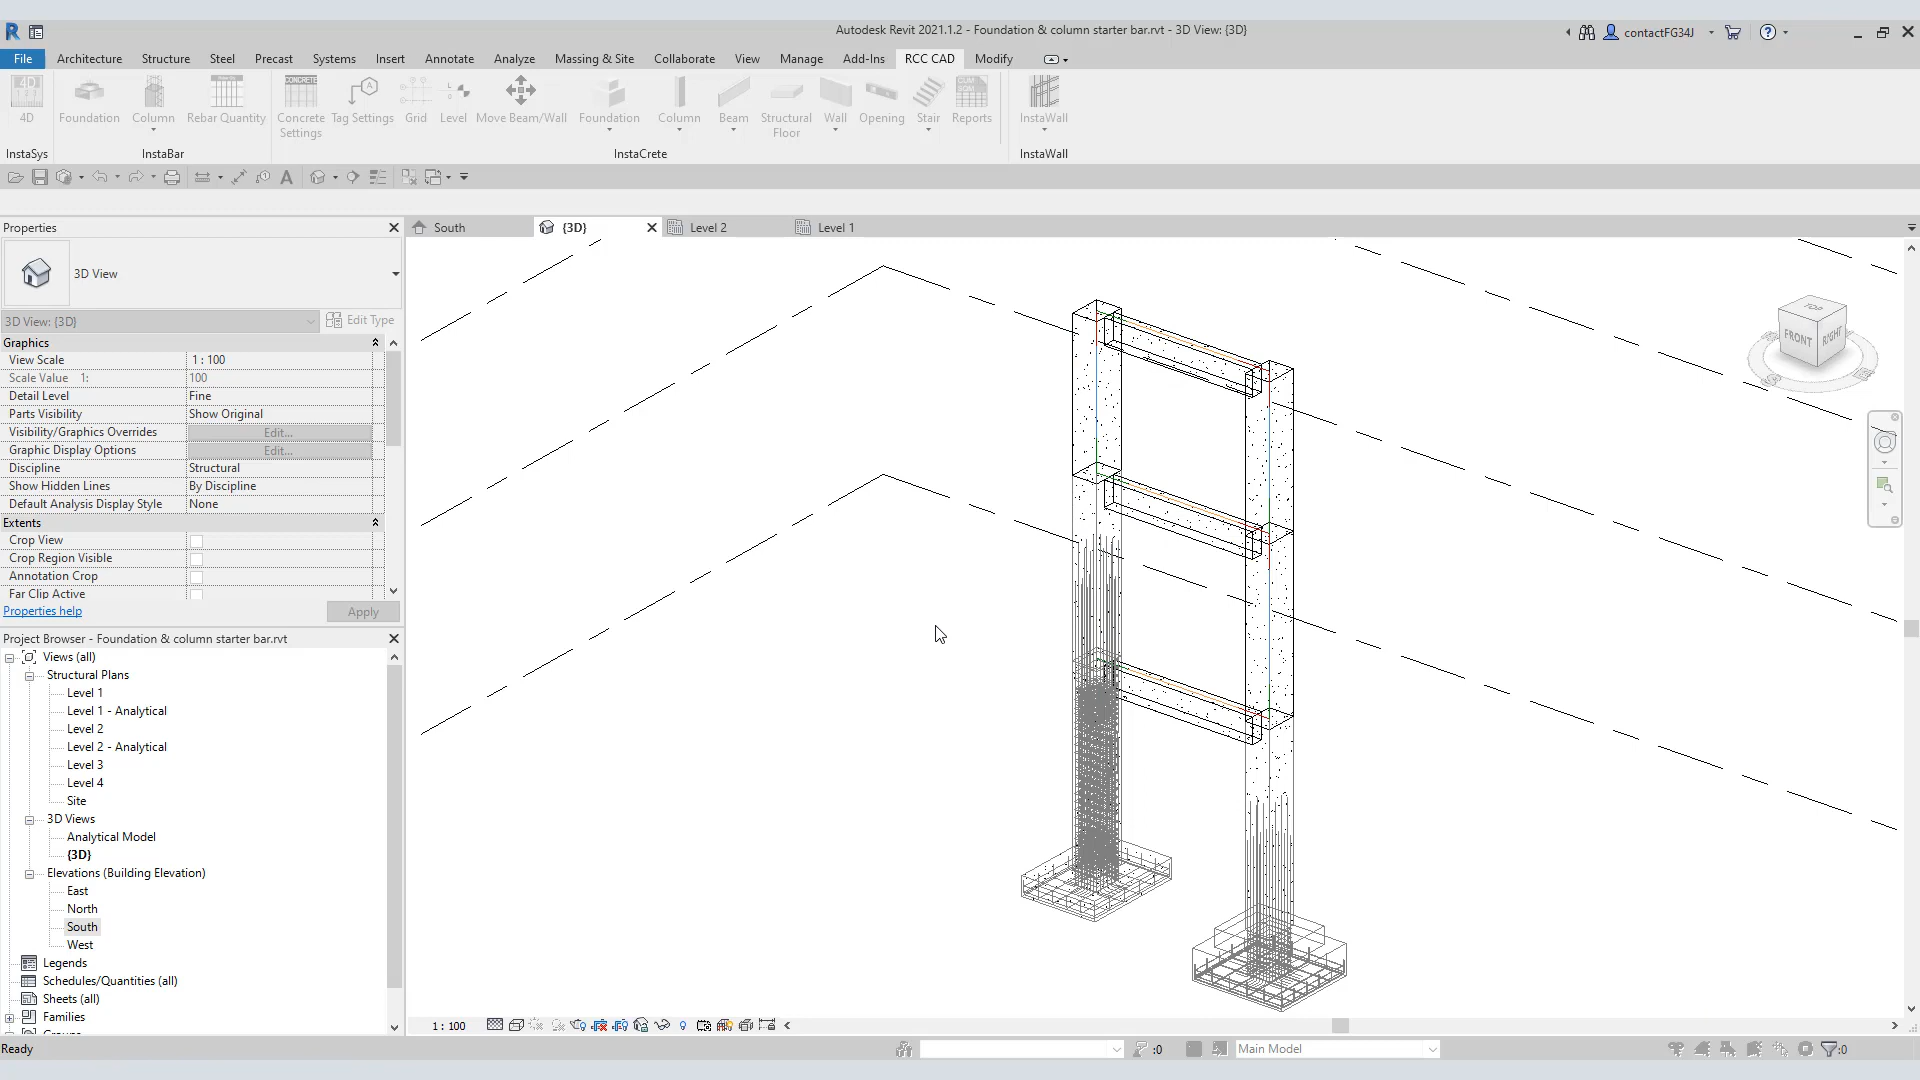 Autodesk Revit 2021.1.2 - Foundation & column starter bar.rvt - 3D View: {3D}
contactFG34J
File Architecture Structure Steel Precast Systems Insert Annotate Analyze Massing & Site Collaborate View Manage Add-Ins RCC CAD Modify
4D Foundation Column Rebar Quantity Concrete Settings Tag Settings Grid Level Move Beam/Wall Foundation Column Beam Structural Floor Wall Opening Stair Reports InstaWall
InstaSys InstaBar InstaCrete InstaWall
Properties
South {3D} Level 2 Level 1
3D View
3D View: {3D} Edit Type
Graphics
View Scale 1 : 100
Scale Value 1: 100
Detail Level Fine
Parts Visibility Show Original
Visibility/Graphics Overrides Edit...
Graphic Display Options Edit...
Discipline Structural
Show Hidden Lines By Discipline
Default Analysis Display Style None
Extents
Crop View
Crop Region Visible
Annotation Crop
Far Clip Active
Properties help Apply
TOP
FRONT RIGHT
Project Browser - Foundation & column starter bar.rvt
Views (all)
Structural Plans
Level 1
Level 1 - Analytical
Level 2
Level 2 - Analytical
Level 3
Level 4
Site
3D Views
Analytical Model
{3D}
Elevations (Building Elevation)
East
North
South
West
Legends
Schedules/Quantities (all)
Sheets (all)
Families
1 : 100
Ready :0 Main Model :0